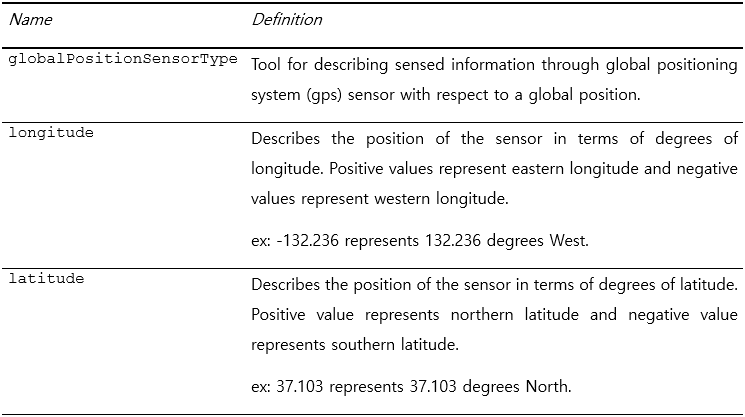 Name Definition
globalPositionSensorType Tool for describing sensed information through global positioning
system (gps) sensor with respect to a global position.
longitude Describes the position of the sensor in terms of degrees of
longitude. Positive values represent eastern longitude and negative
values represent western longitude.
ex: -132.236 represents 132.236 degrees West.
latitude Describes the position of the sensor in terms of degrees of latitude.
Positive value represents northern latitude and negative value
represents southern latitude.
ex: 37.103 represents 37.103 degrees North.